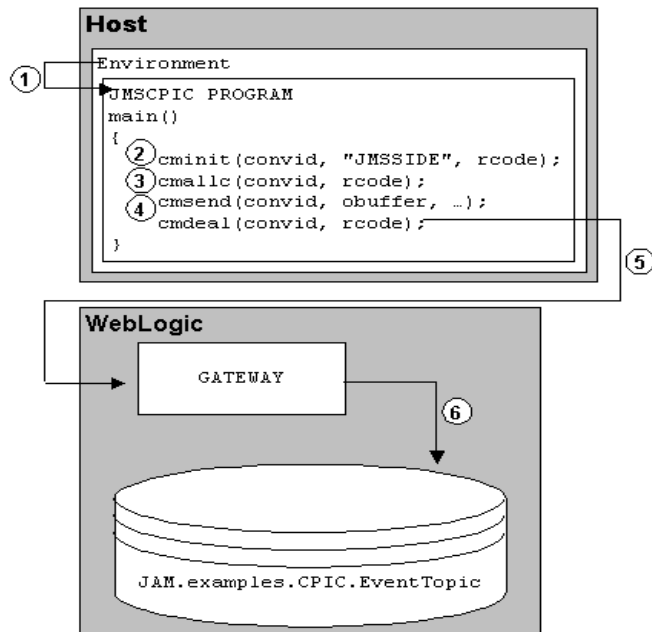 Host
Environment
1
JMSCPIC PROGRAM
main()
{
2 cminit(convid, "JMSSIDE", rcode);
3 cmallc(convid, rcode);
4 cmsend(convid, obuffer, …);
cmdeal(convid, rcode);
}
5
WebLogic
GATEWAY
6
JAM.examples.CPIC.EventTopic